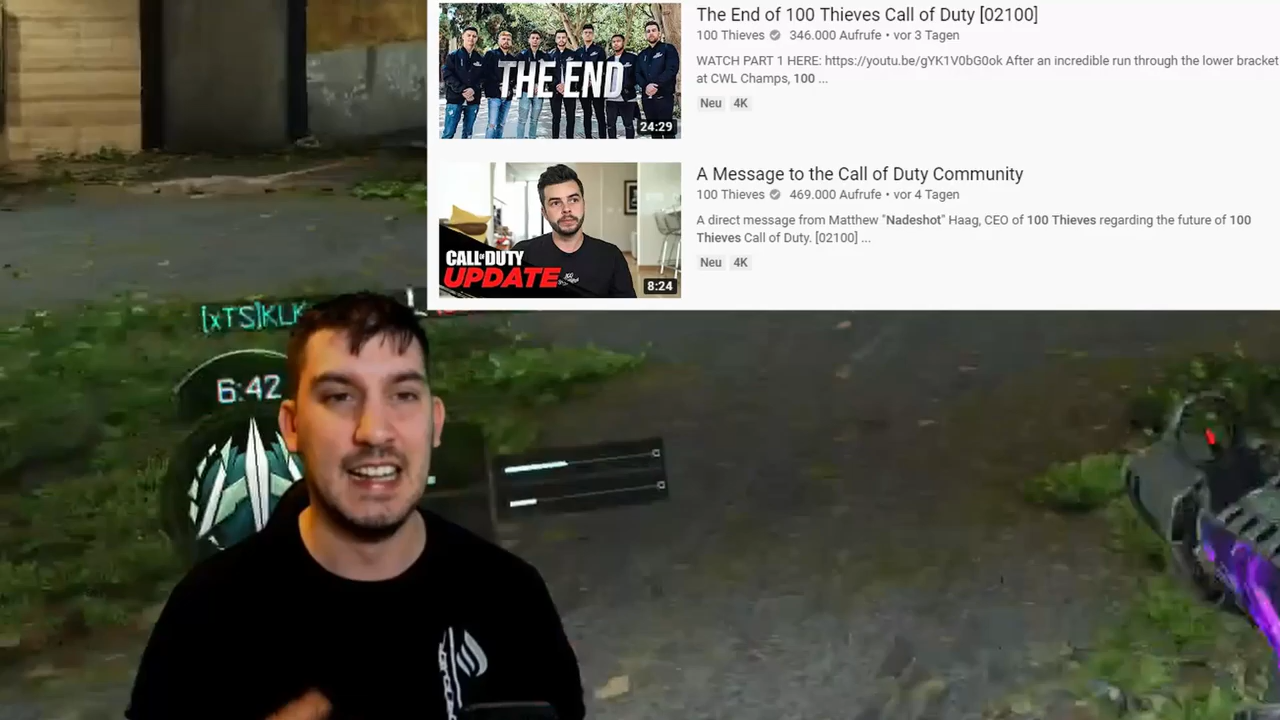 The End of 100 Thieves Call of Duty [02100]
100 Thieves 346.000 Aufrufe • vor 3 Tagen
WATCH PART 1 HERE: https://youtu.be/gYK1V0bG0ok After an incredible run through the lower bracket
at CWL Champs, 100 ...
Neu 4K
THE END
24:29
A Message to the Call of Duty Community
100 Thieves 469.000 Aufrufe • vor 4 Tagen
A direct message from Matthew "Nadeshot" Haag, CEO of 100 Thieves regarding the future of 100
Thieves Call of Duty. [02100] ...
Neu 4K
CALL OF DUTY
UPDATE
8:24
[xTS]KLK
6:42